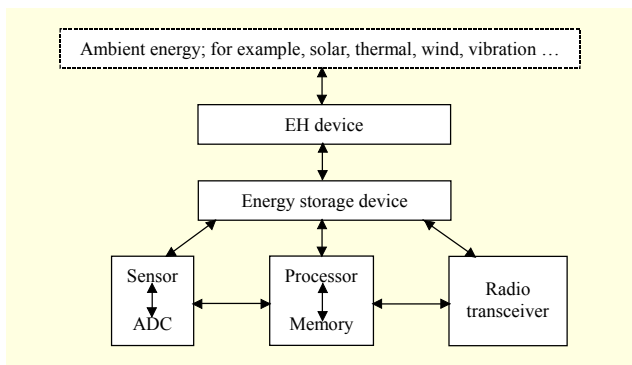 Ambient energy; for example, solar, thermal, wind, vibration …
EH device
Energy storage device
Sensor
ADC
Processor
Memory
Radio
transceiver